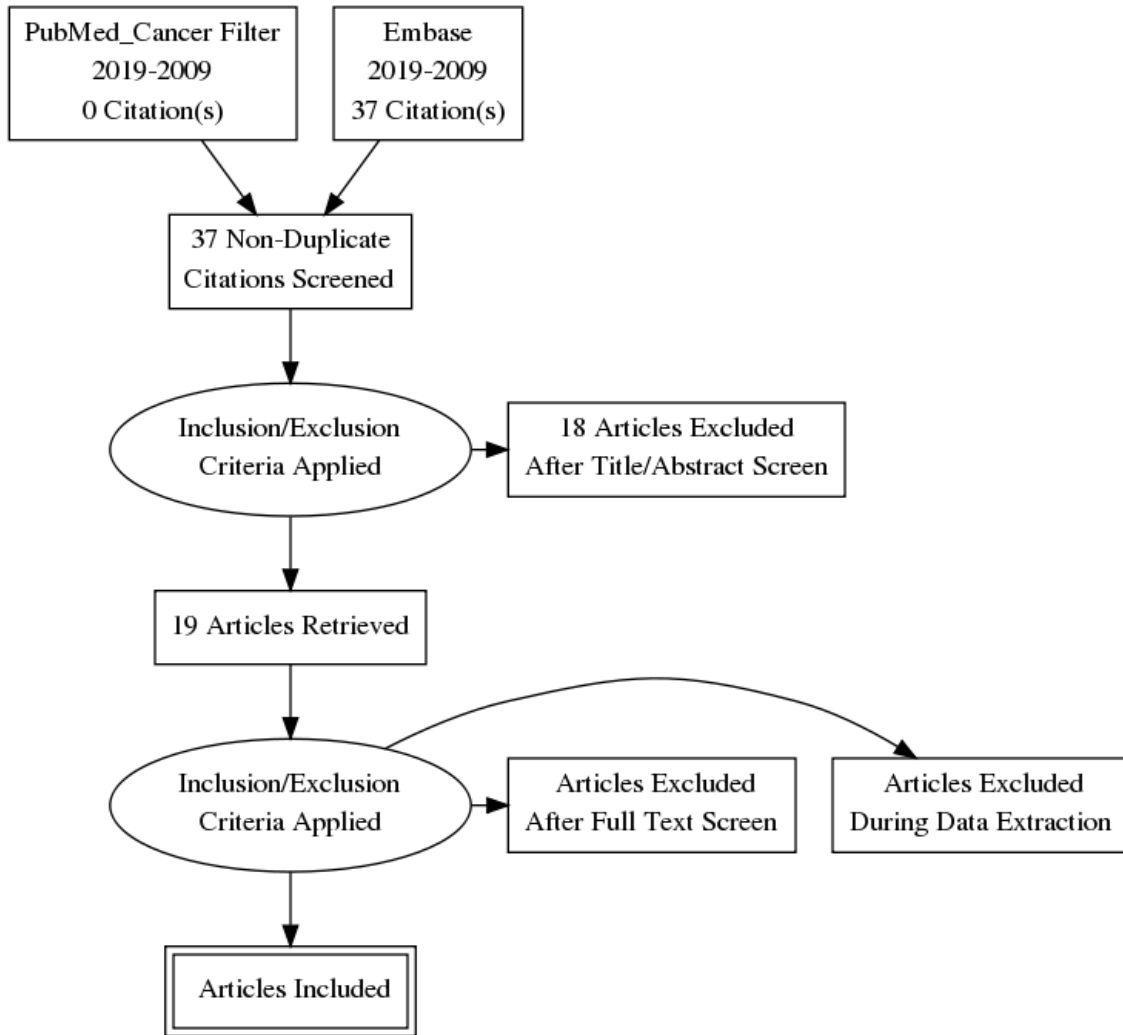 PubMed_Cancer Filter
2019-2009
0 Citation(s)
Embase
2019-2009
37 Citation(s)
37 Non-Duplicate
Citations Screened
Inclusion/Exclusion
Criteria Applied
18 Articles Excluded
After Title/Abstract Screen
19 Articles Retrieved
Inclusion/Exclusion
Criteria Applied
Articles Excluded
After Full Text Screen
Articles Excluded
During Data Extraction
Articles Included